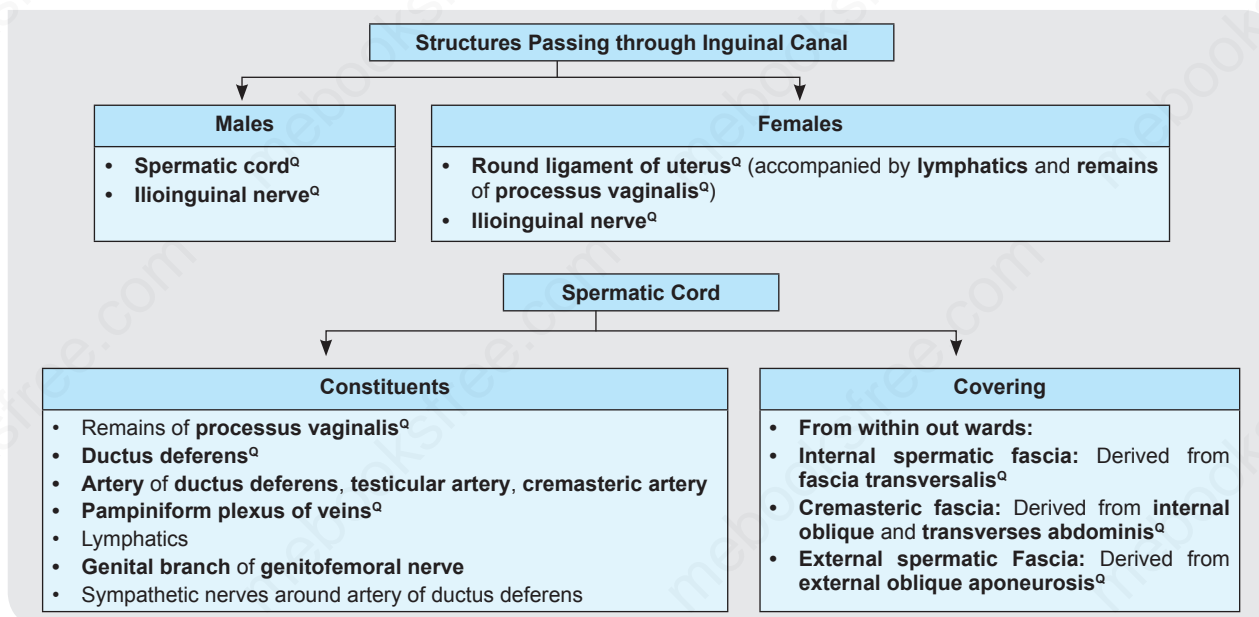 Structures Passing through Inguinal Canal
Males
• Spermatic cordQ
• Ilioinguinal nerveQ
Females
• Round ligament of uterusQ (accompanied by lymphatics and remains
of processus vaginalisQ)
• Ilioinguinal nerveQ
Spermatic Cord
Constituents
• Remains of processus vaginalisQ
• Ductus deferensQ
• Artery of ductus deferens, testicular artery, cremasteric artery
• Pampiniform plexus of veinsQ
• Lymphatics
• Genital branch of genitofemoral nerve
• Sympathetic nerves around artery of ductus deferens
Covering
• From within out wards:
• Internal spermatic fascia: Derived from
fascia transversalisQ
• Cremasteric fascia: Derived from internal
oblique and transverses abdominisQ
• External spermatic Fascia: Derived from
external oblique aponeurosisQ
mebooksfree.com